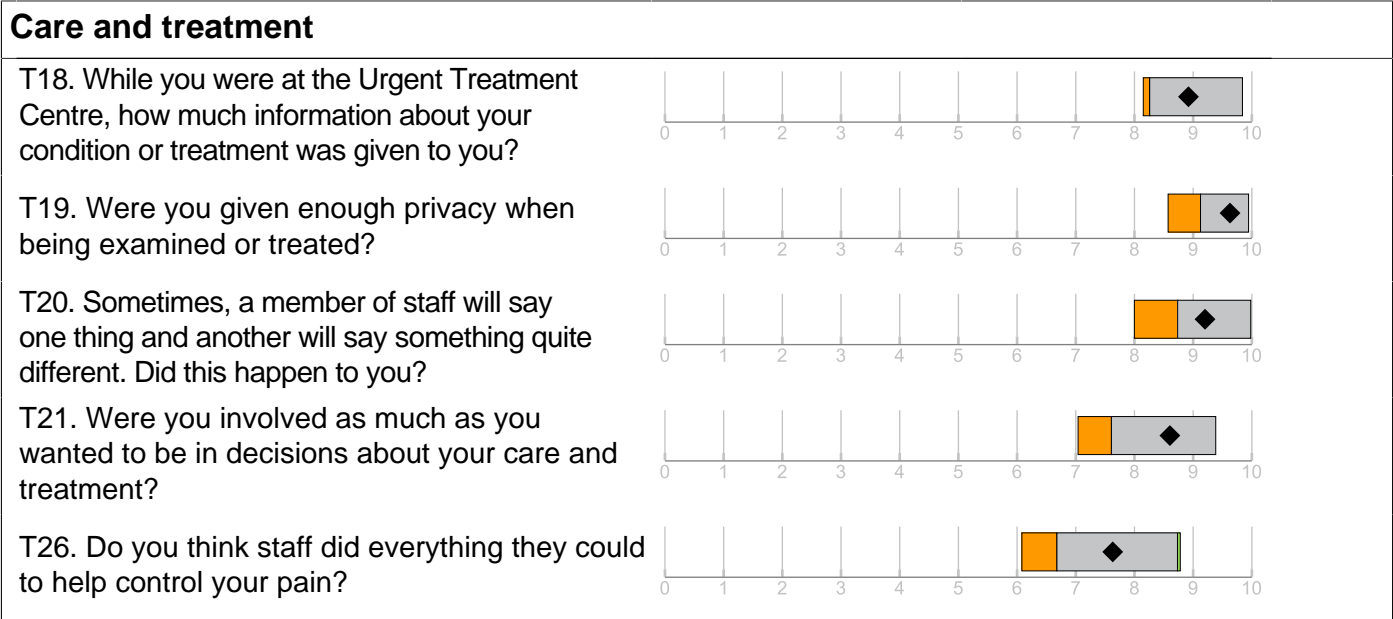 Care and treatment
T18. While you were at the Urgent Treatment
Centre, how much information about your
condition or treatment was given to you?
0 1 2 3 4 5 6 7 8 9 10
T19. Were you given enough privacy when
being examined or treated?
0 1 2 3 4 5 6 7 8 9 10
T20. Sometimes, a member of staff will say
one thing and another will say something quite
different. Did this happen to you?
0 1 2 3 4 5 6 7 8 9 10
T21. Were you involved as much as you
wanted to be in decisions about your care and
treatment?
0 1 2 3 4 5 6 7 8 9 10
T26. Do you think staff did everything they could
to help control your pain?
0 1 2 3 4 5 6 7 8 9 10